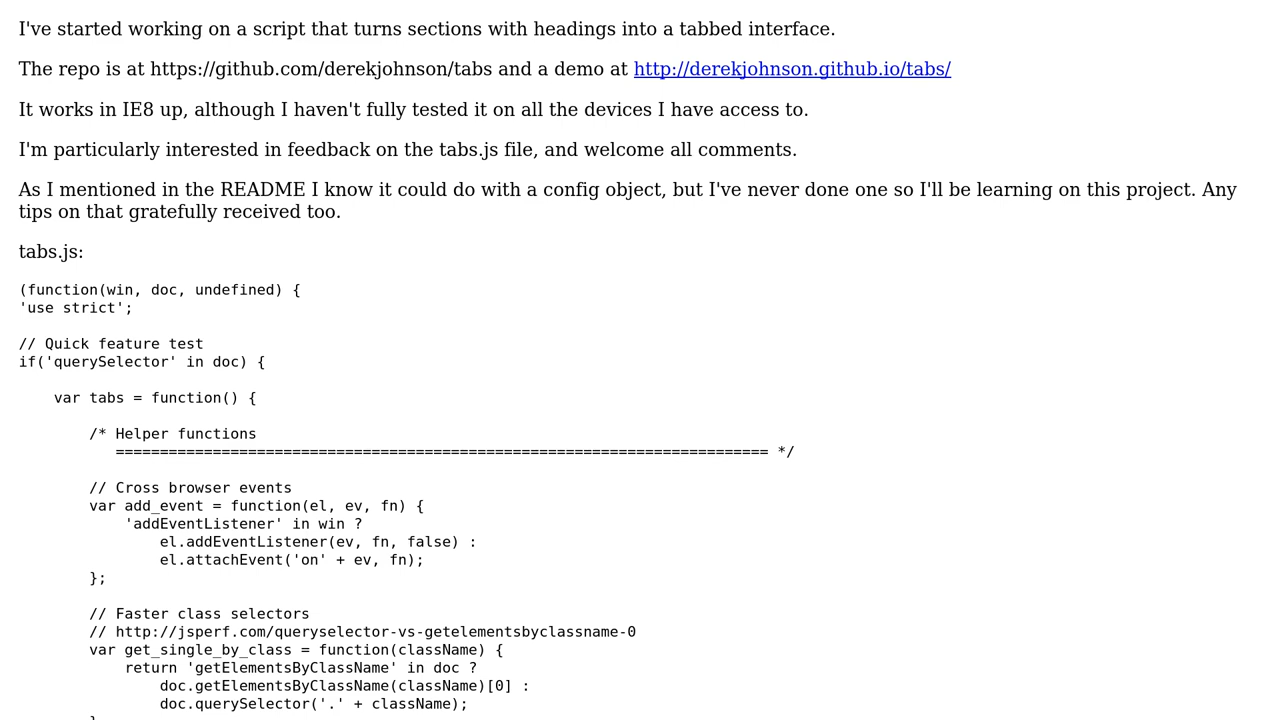 I've started working on a script that turns sections with headings into a tabbed interface.
The repo is at https://github.com/derekjohnson/tabs and a demo at http://derekjohnson.github.io/tabs/
It works in IE8 up, although I haven't fully tested it on all the devices I have access to.
I'm particularly interested in feedback on the tabs.js file, and welcome all comments.
As I mentioned in the README I know it could do with a config object, but I've never done one so I'll be learning on this project. Any
tips on that gratefully received too.
tabs.js:
(function(win, doc, undefined) {
'use strict';
// Quick feature test
if('querySelector' in doc) {
    var tabs = function() {
        /* Helper functions
           ========================================================================== */
        // Cross browser events
        var add_event = function(el, ev, fn) {
            'addEventListener' in win ?
                el.addEventListener(ev, fn, false) :
                el.attachEvent('on' + ev, fn);
        };
        // Faster class selectors
        // http://jsperf.com/queryselector-vs-getelementsbyclassname-0
        var get_single_by_class = function(className) {
            return 'getElementsByClassName' in doc ?
                doc.getElementsByClassName(className)[0] :
                doc.querySelector('.' + className);